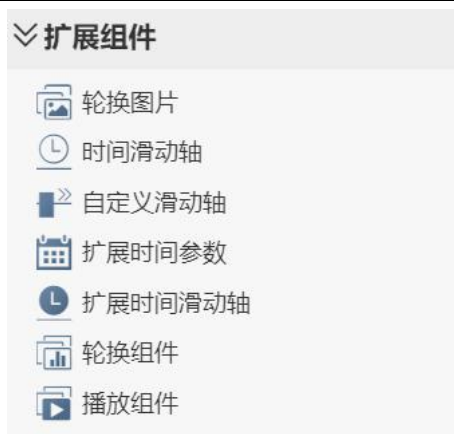 扩展组件
轮换图片
时间滑动轴
自定义滑动轴
扩展时间参数
扩展时间滑动轴
轮换组件
播放组件